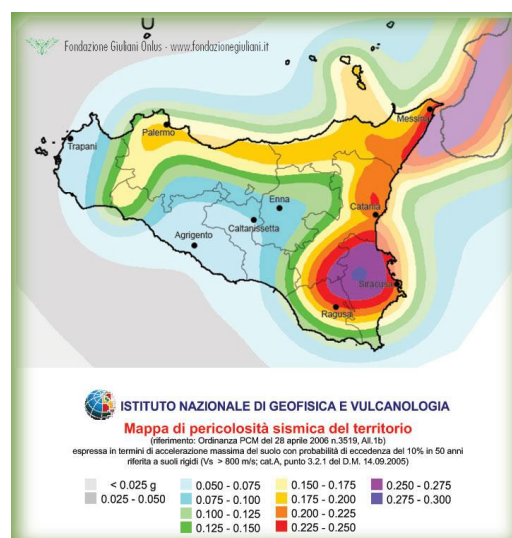 Fondazione Giuliani Onlus - www.fondazionegiuliani.it
Messina
Palermo
Trapani
Enna
Catania
Caltanissetta
Agrigento
Siracusa
Ragusa
ISTITUTO NAZIONALE DI GEOFISICA E VULCANOLOGIA
Mappa di pericolosità sismica del territorio
(riferimento: Ordinanza PCM del 28 aprile 2006 n.3519, All.1b)
espressa in termini di accelerazione massima del suolo con probabilità di eccedenza del 10% in 50 anni
riferita a suoli rigidi (Vs > 800 m/s; cat.A, punto 3.2.1 del D.M. 14.09.2005)
< 0.025 g
0.025 - 0.050
0.050 - 0.075
0.075 - 0.100
0.100 - 0.125
0.125 - 0.150
0.150 - 0.175
0.175 - 0.200
0.200 - 0.225
0.225 - 0.250
0.250 - 0.275
0.275 - 0.300